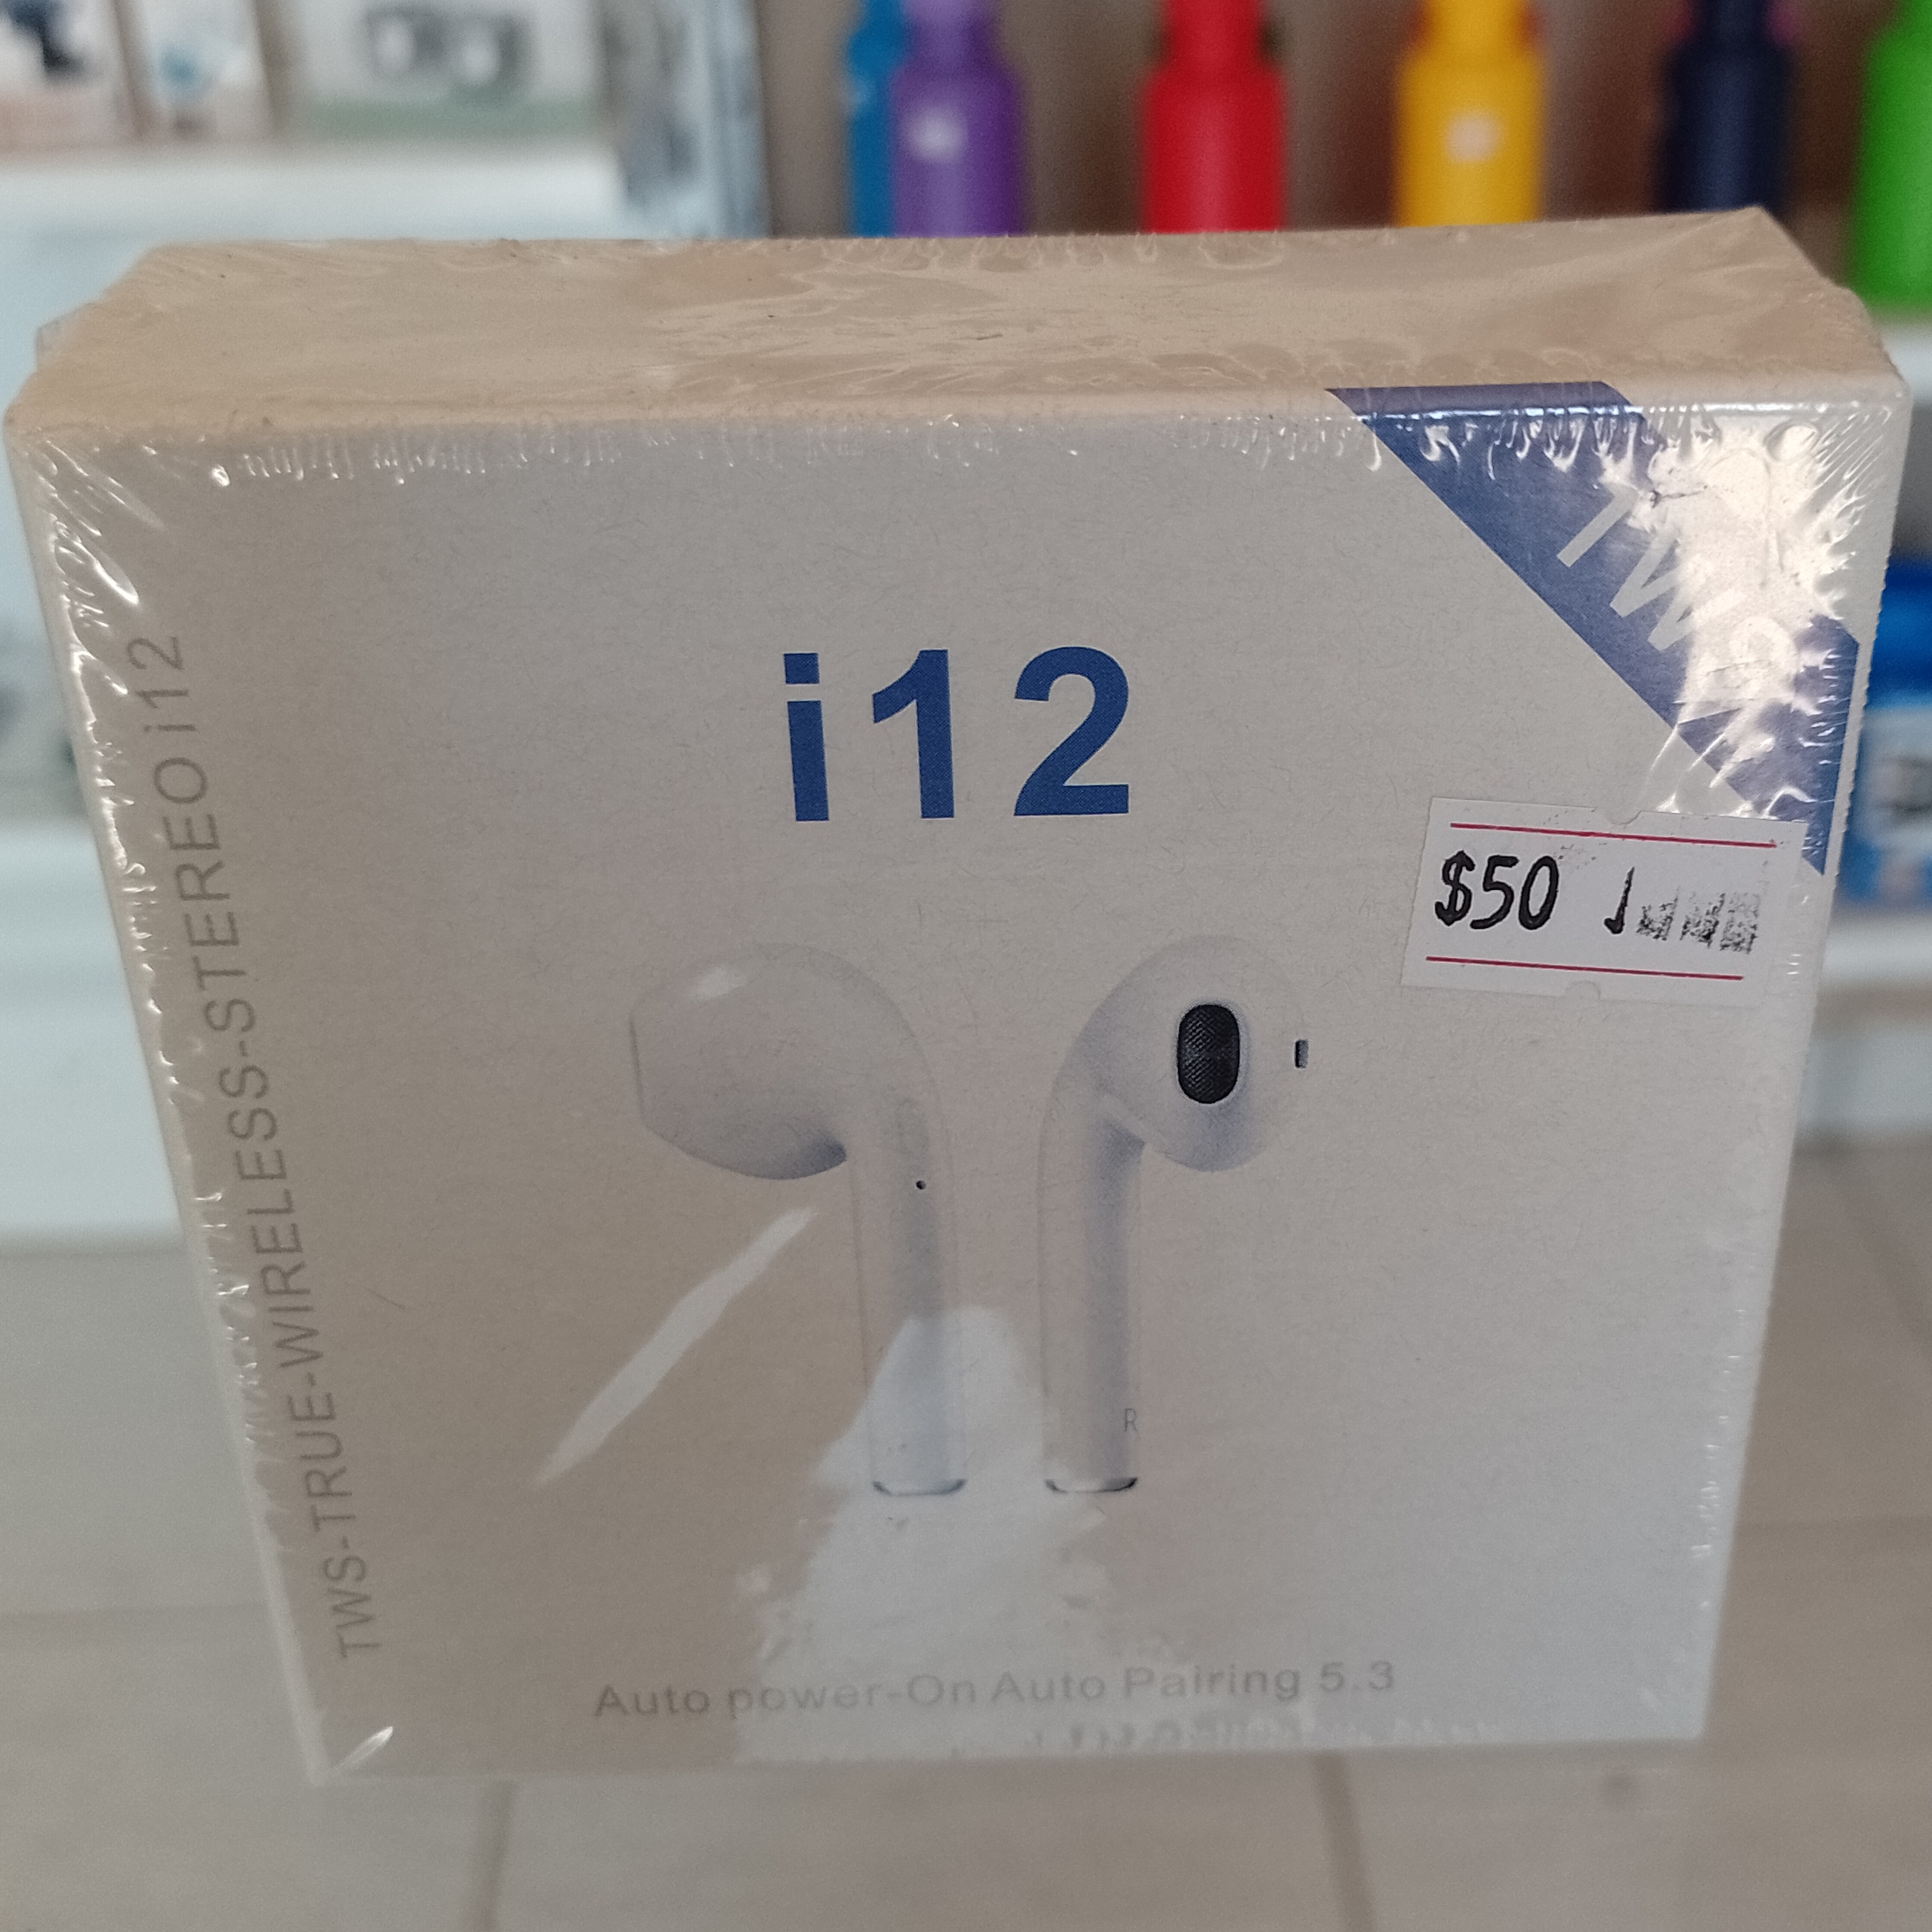 TWS
i12
$50
TWS-TRUE-WIRELESS-STEREO i12
R
Auto power-On Auto Pairing 5.3